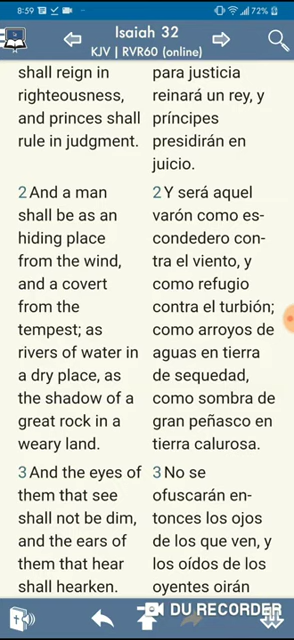 8:59
72%
Isaiah 32
KJV | RVR60 (online)
shall reign in
righteousness,
and princes shall
rule in judgment.
2 And a man
shall be as an
hiding place
from the wind,
and a covert
from the
tempest; as
rivers of water in
a dry place, as
the shadow of a
great rock in a
weary land.
3 And the eyes of
them that see
shall not be dim,
and the ears of
them that hear
shall hearken.
para justicia
reinará un rey, y
príncipes
presidirán en
juicio.
2 Y será aquel
varón como es-
condedero con-
tra el viento, y
como refugio
contra el turbión;
como arroyos de
aguas en tierra
de sequedad,
como sombra de
gran peñasco en
tierra calurosa.
3 No se
ofuscarán en-
tonces los ojos
de los que ven, y
los oídos de los
oyentes oirán
DU RECORDER